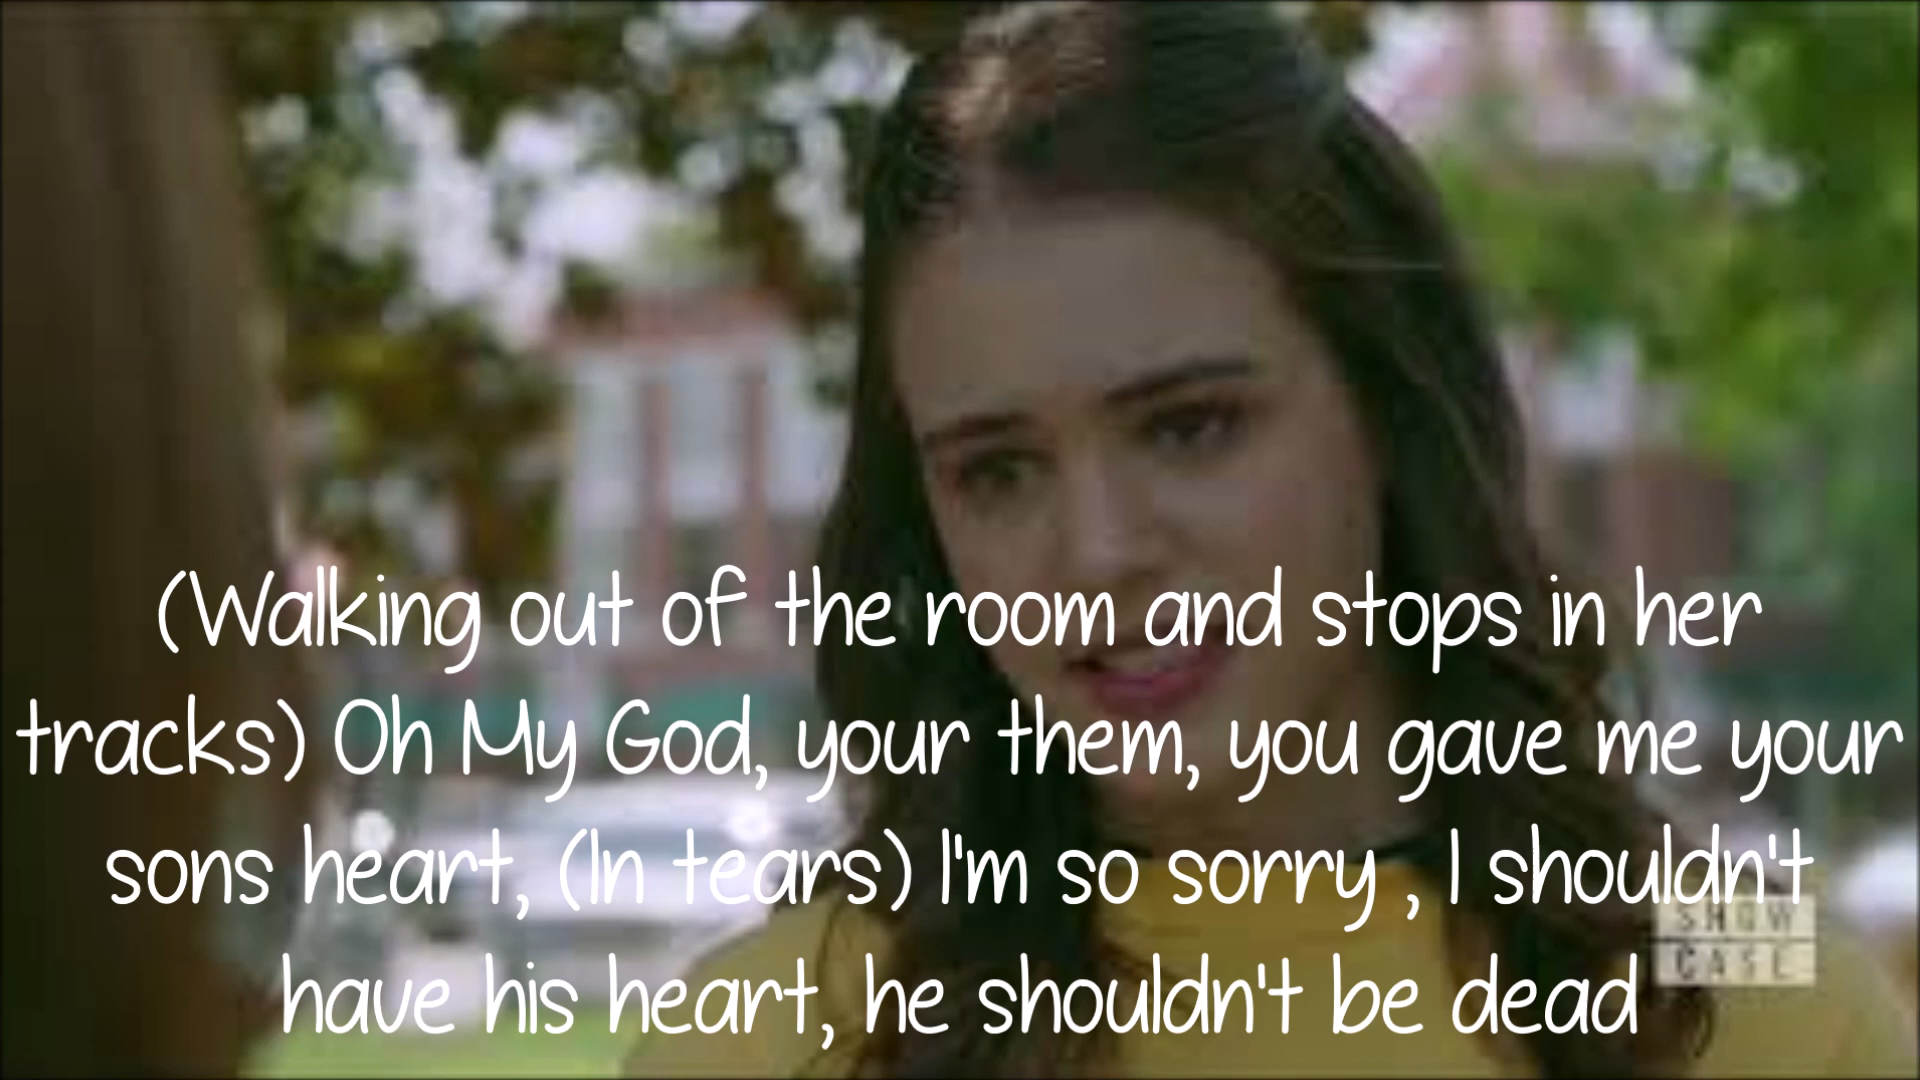 (Walking out of the room and stops in her
tracks) Oh My God, your them, you gave me your
sons heart, (In tears) I'm so sorry , I shouldn't
have his heart, he shouldn't be dead
SHOW
CASE